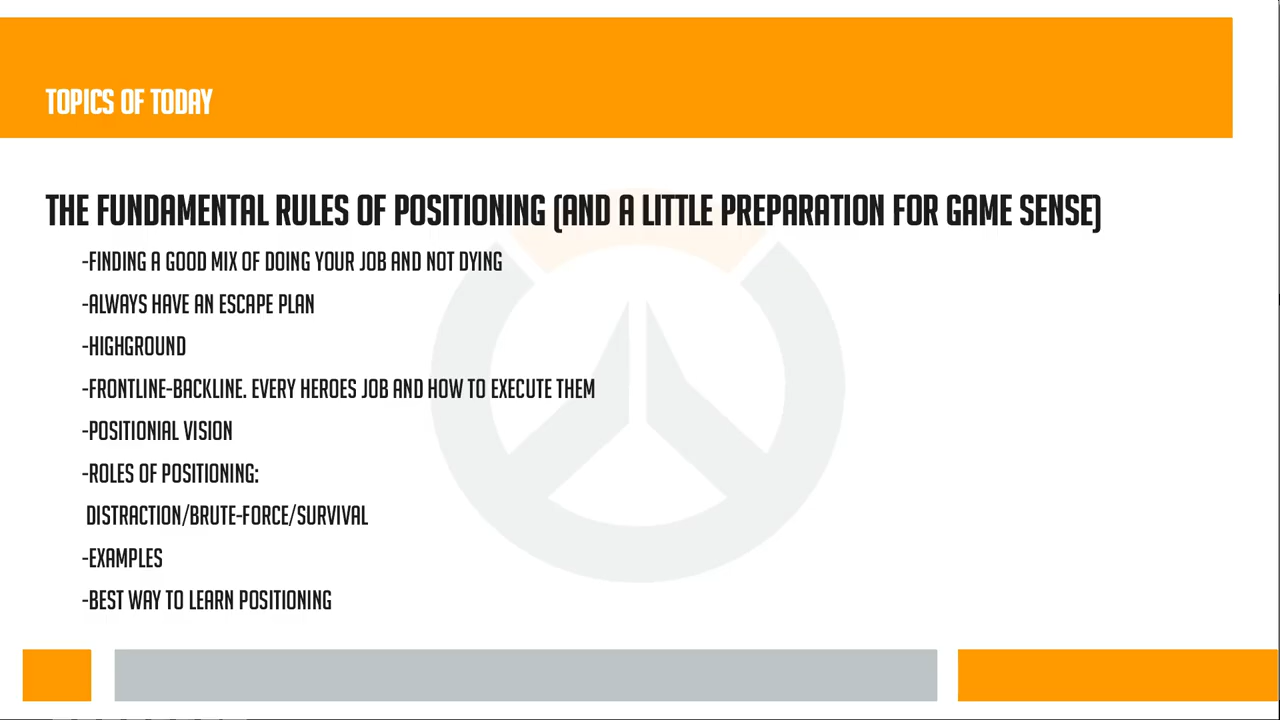 TOPICS OF TODAY
THE FUNDAMENTAL RULES OF POSITIONING (AND A LITTLE PREPARATION FOR GAME SENSE)
-FINDING A GOOD MIX OF DOING YOUR JOB AND NOT DYING
-ALWAYS HAVE AN ESCAPE PLAN
-HIGHGROUND
-FRONTLINE-BACKLINE. EVERY HEROES JOB AND HOW TO EXECUTE THEM
-POSITIONIAL VISION
-ROLES OF POSITIONING:
DISTRACTION/BRUTE-FORCE/SURVIVAL
-EXAMPLES
-BEST WAY TO LEARN POSITIONING